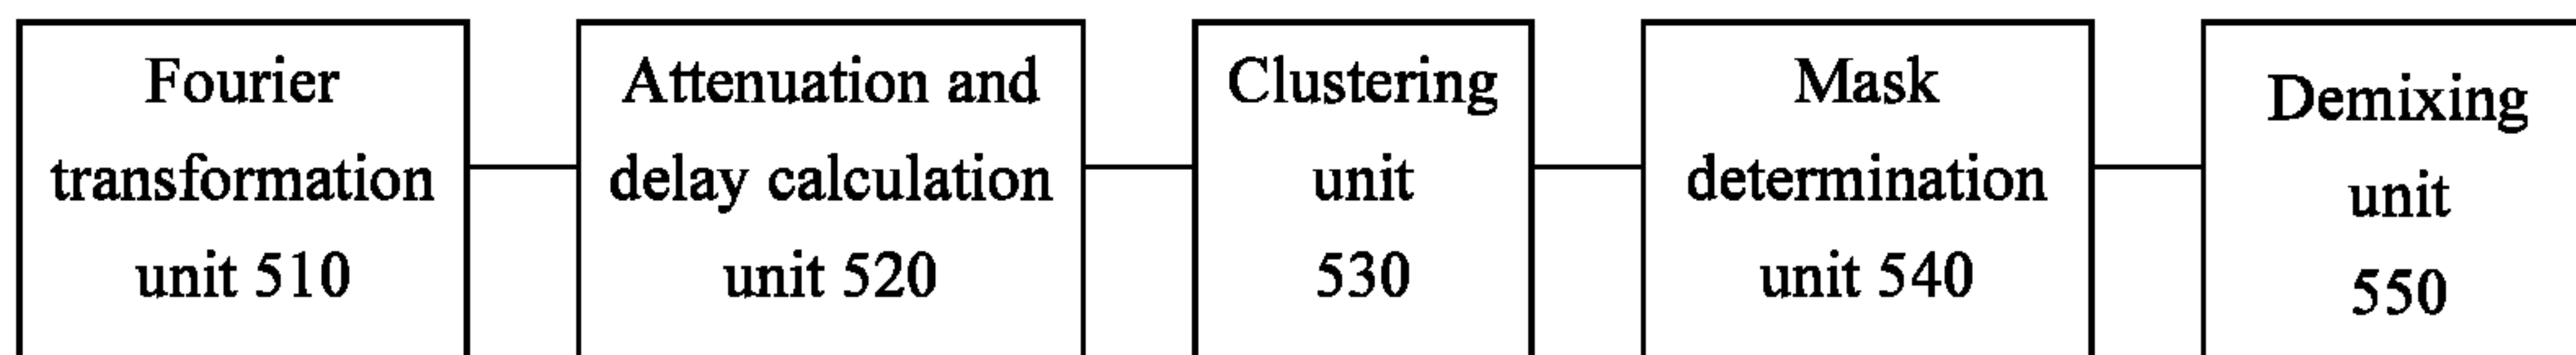 Fourier
transformation
unit 510
Attenuation and
delay calculation
unit 520
Clustering
unit
530
Mask
determination
unit 540
Demixing
unit
550